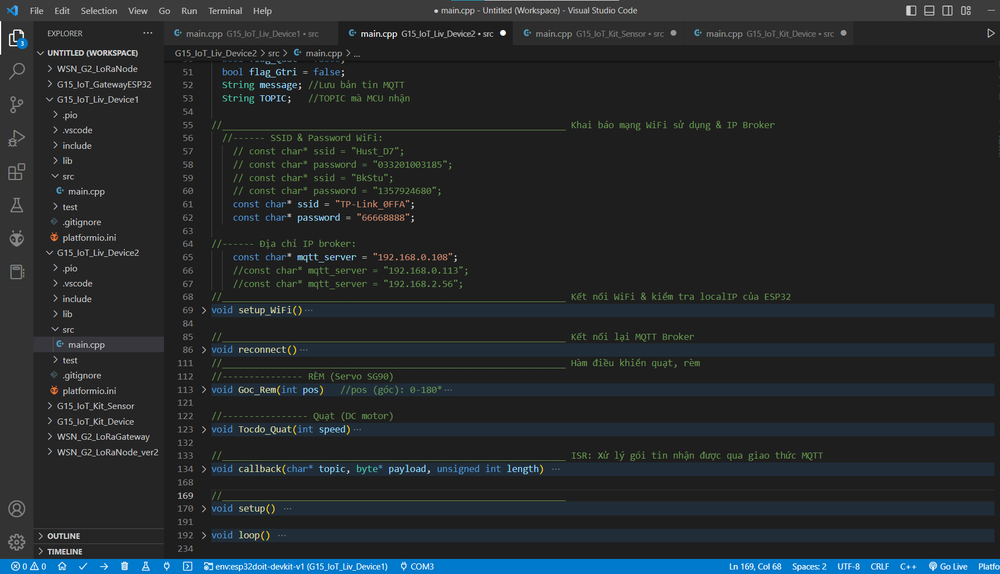 File Edit Selection View Go Run Terminal Help
● main.cpp - Untitled (Workspace) - Visual Studio Code
EXPLORER ...
main.cpp G15_IoT_Liv_Device1 • src
main.cpp G15_IoT_Liv_Device2 • src
main.cpp G15_IoT_Kit_Sensor • src
main.cpp G15_IoT_Kit_Device • src
3
UNTITLED (WORKSPACE)
WSN_G2_LoRaNode
G15_IoT_GatewayESP32
G15_IoT_Liv_Device1
.pio
.vscode
include
lib
src
main.cpp
test
.gitignore
platformio.ini
G15_IoT_Liv_Device2
.pio
.vscode
include
lib
src
main.cpp
test
.gitignore
platformio.ini
G15_IoT_Kit_Sensor
G15_IoT_Kit_Device
WSN_G2_LoRaGateway
WSN_G2_LoRaNode_ver2
OUTLINE
TIMELINE
G15_IoT_Liv_Device2 > src > main.cpp > ...
51 bool flag_Gtri = false;
52 String message; //Lưu bản tin MQTT
53 String TOPIC; //TOPIC mà MCU nhận
54
55 //________________________________________________________________ Khai báo mạng WiFi sử dụng & IP Broker
56 //------ SSID & Password WiFi:
57 // const char* ssid = "Hust_D7";
58 // const char* password = "033201003185";
59 // const char* ssid = "BkStu";
60 // const char* password = "1357924680";
61 const char* ssid = "TP-Link_0FFA";
62 const char* password = "66668888";
63
64 //------ Địa chỉ IP broker:
65 const char* mqtt_server = "192.168.0.108";
66 //const char* mqtt_server = "192.168.0.113";
67 //const char* mqtt_server = "192.168.2.56";
68 //________________________________________________________________ Kết nối WiFi & kiểm tra localIP của ESP32
69 void setup_WiFi() ...
84
85 //________________________________________________________________ Kết nối lại MQTT Broker
86 void reconnect() ...
111 //________________________________________________________________ Hàm điều khiển quạt, rèm
112 //--------------- RÈM (Servo SG90)
113 void Goc_Rem(int pos) //pos (góc): 0-180* ...
121
122 //---------------- Quạt (DC motor)
123 void Tocdo_Quat(int speed) ...
132
133 //________________________________________________________________ ISR: Xử lý gói tin nhận được qua giao thức MQTT
134 void callback(char* topic, byte* payload, unsigned int length) ...
168
169 //________________________________________________________________
170 void setup() ...
191
192 void loop() ...
234
0 0 env:esp32doit-devkit-v1 (G15_IoT_Liv_Device1) COM3
Ln 169, Col 68 Spaces: 2 UTF-8 CRLF C++ Go Live Platfo